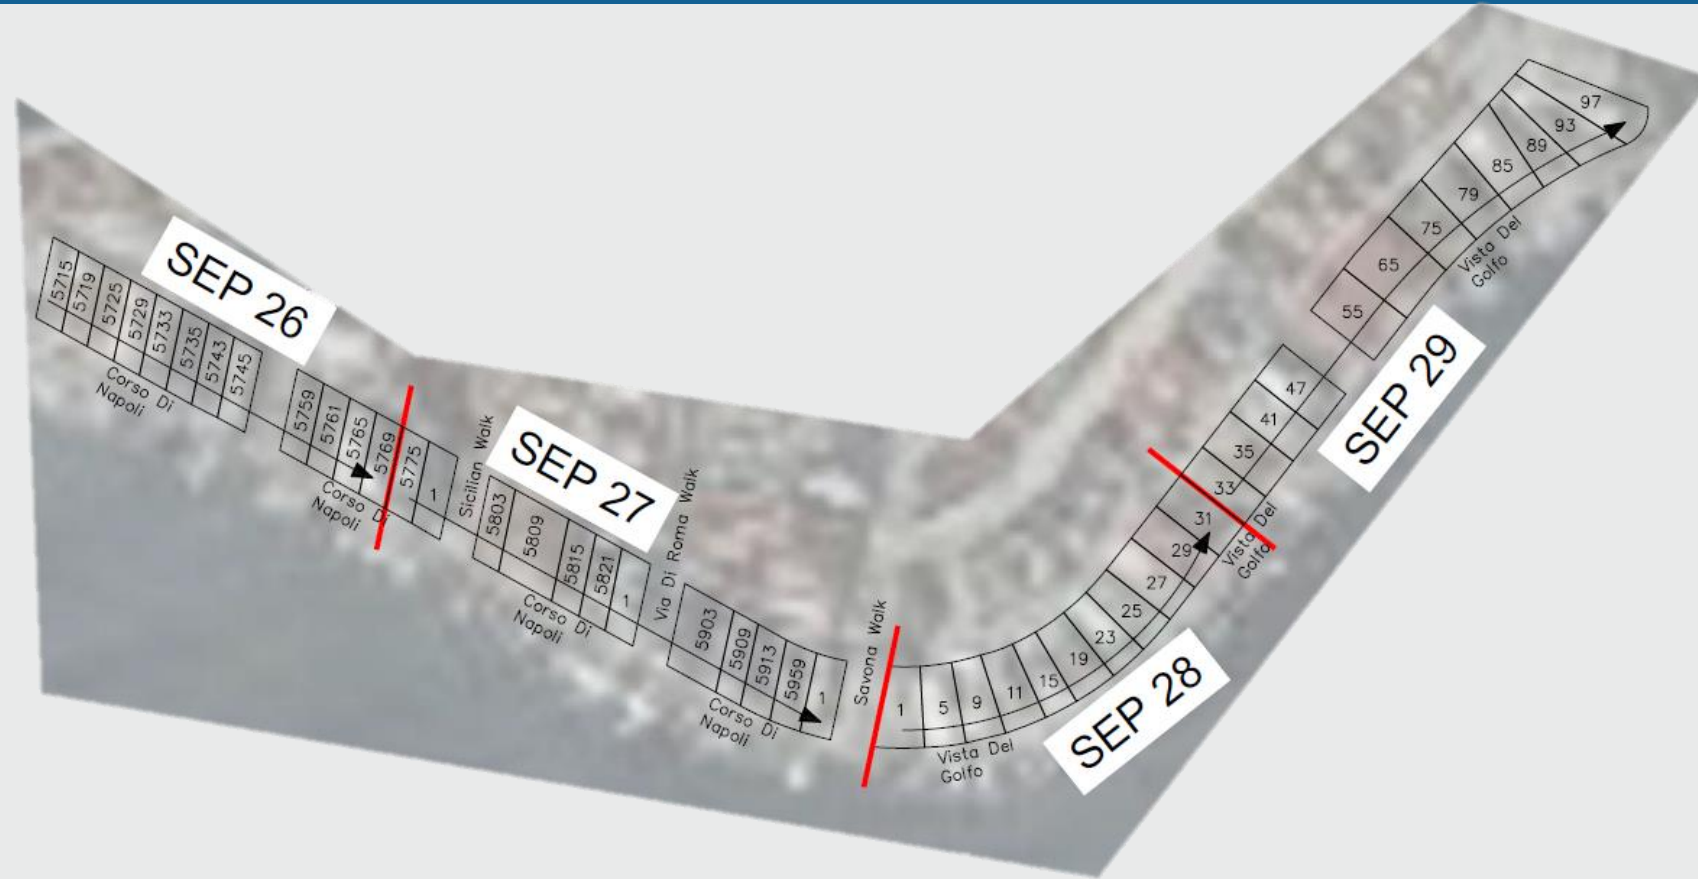 SEP 26
5715
5719
5725
5729
5733
5735
5743
5745
Corso Di
Napoli
5759
5761
5765
5769
5775
1
Corso Di
Napoli
Sicilian Walk
SEP 27
5803
5809
5815
5821
1
Corso Di
Napoli
Via Di Roma Walk
5903
5909
5913
5959
1
Corso Di
Napoli
Savona Walk
1
5
9
11
15
19
23
25
27
29
31
Vista Del
Golfo
SEP 28
33
Vista Del
Golfo
35
41
47
SEP 29
55
65
75
79
85
89
93
97
Vista Del
Golfo